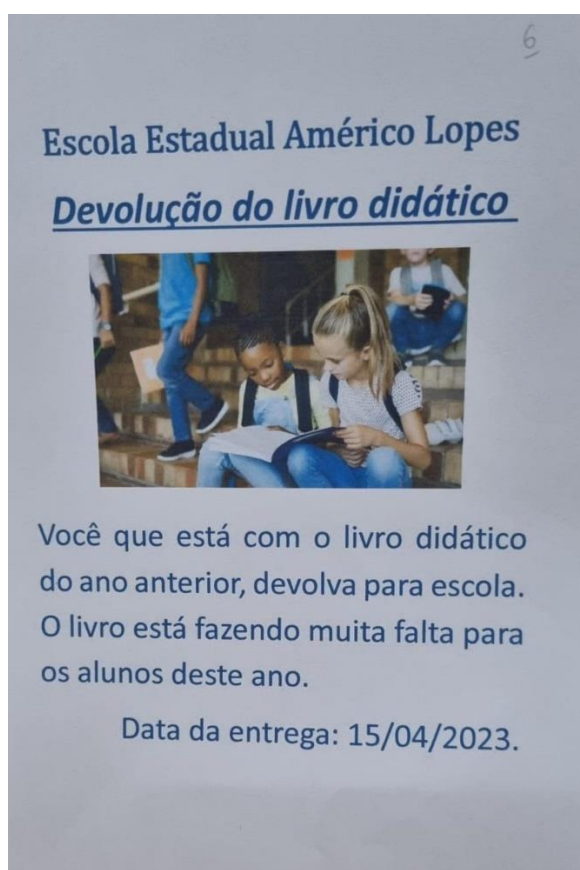 6
Escola Estadual Américo Lopes
Devolução do livro didático
Você que está com o livro didático
do ano anterior, devolva para escola.
O livro está fazendo muita falta para
os alunos deste ano.
Data da entrega: 15/04/2023.